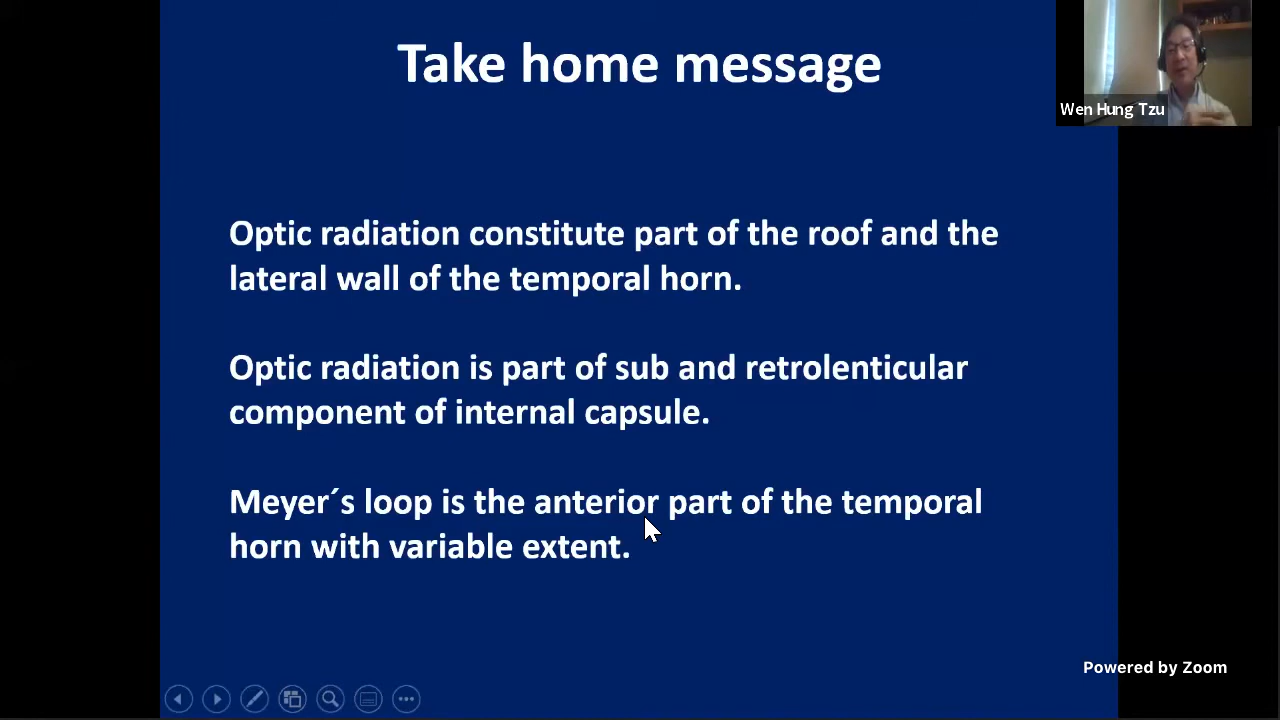 Take home message
Wen Hung Tzu
Optic radiation constitute part of the roof and the
lateral wall of the temporal horn.
Optic radiation is part of sub and retrolenticular
component of internal capsule.
Meyer´s loop is the anterior part of the temporal
horn with variable extent.
Powered by Zoom